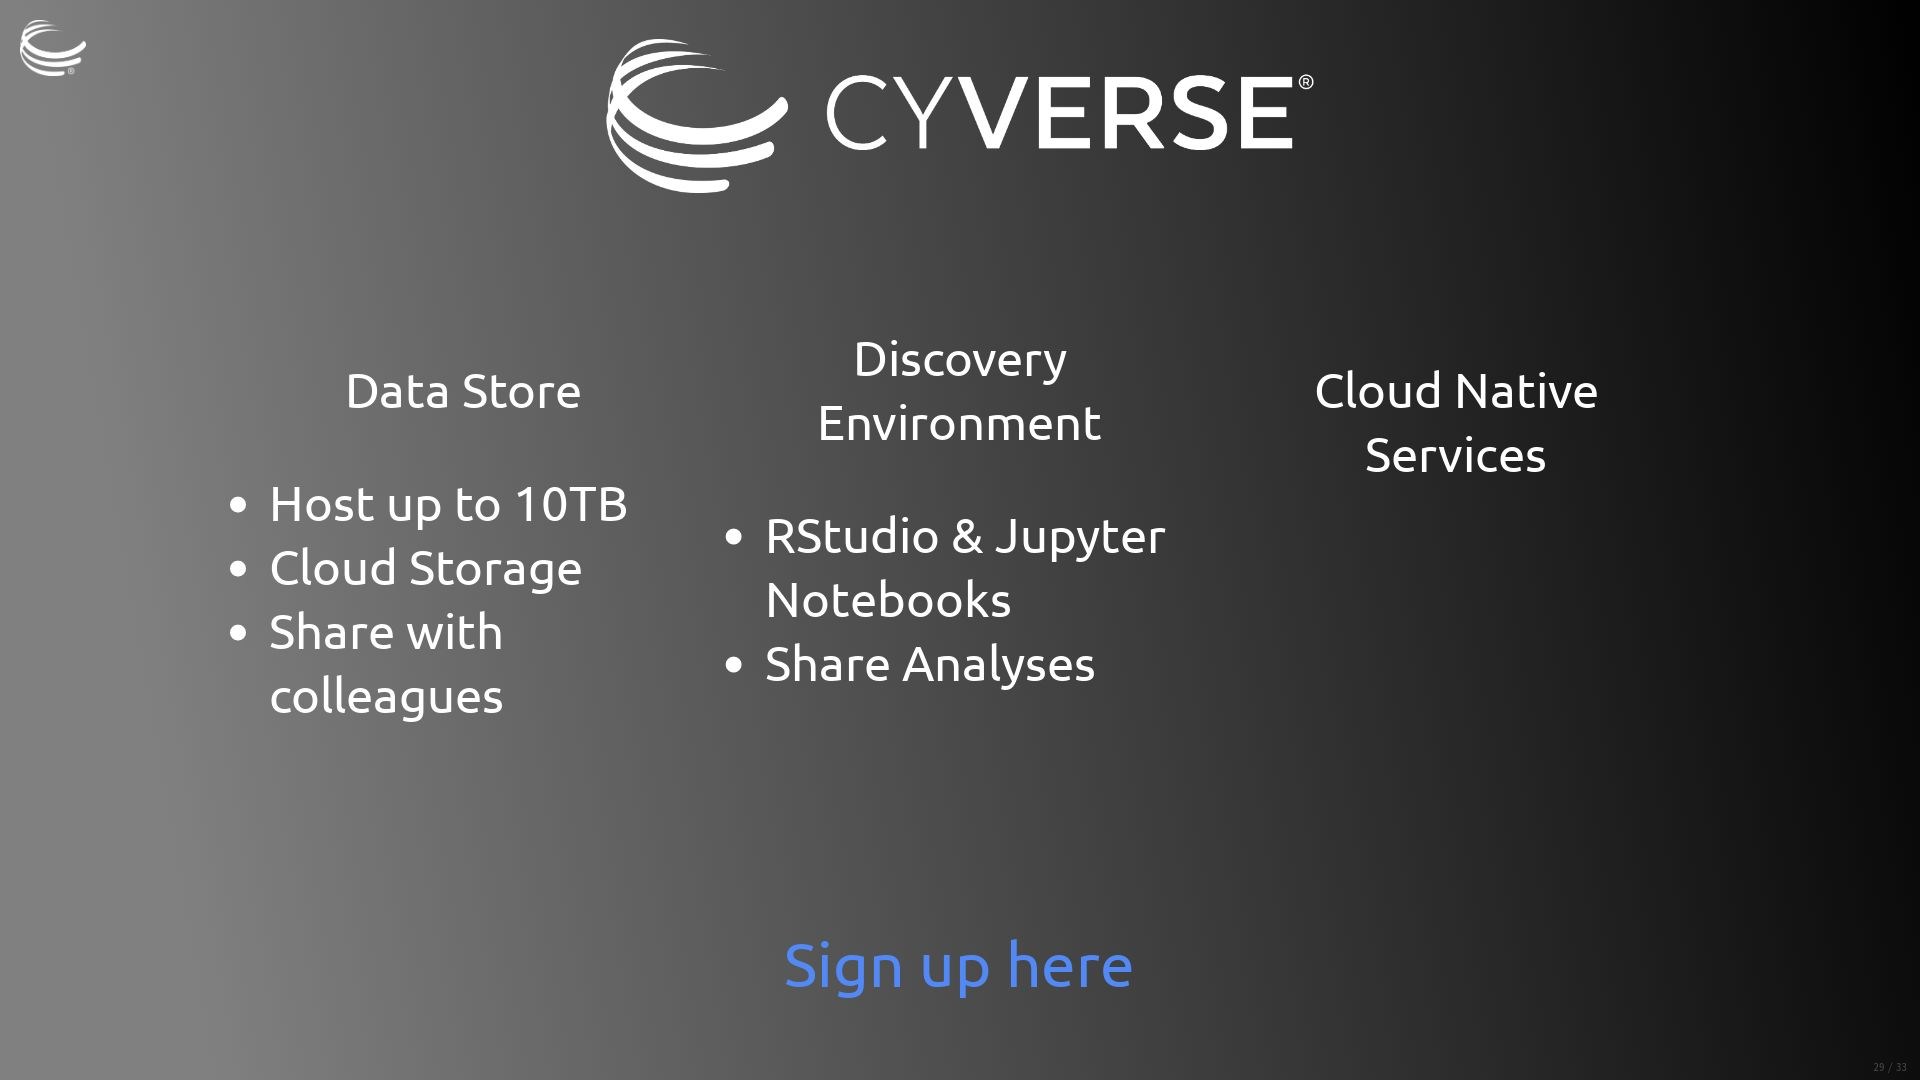 CYVERSE®
Data Store
• Host up to 10TB
• Cloud Storage
• Share with
colleagues
Discovery
Environment
• RStudio & Jupyter
Notebooks
• Share Analyses
Cloud Native
Services
Sign up here
29 / 33